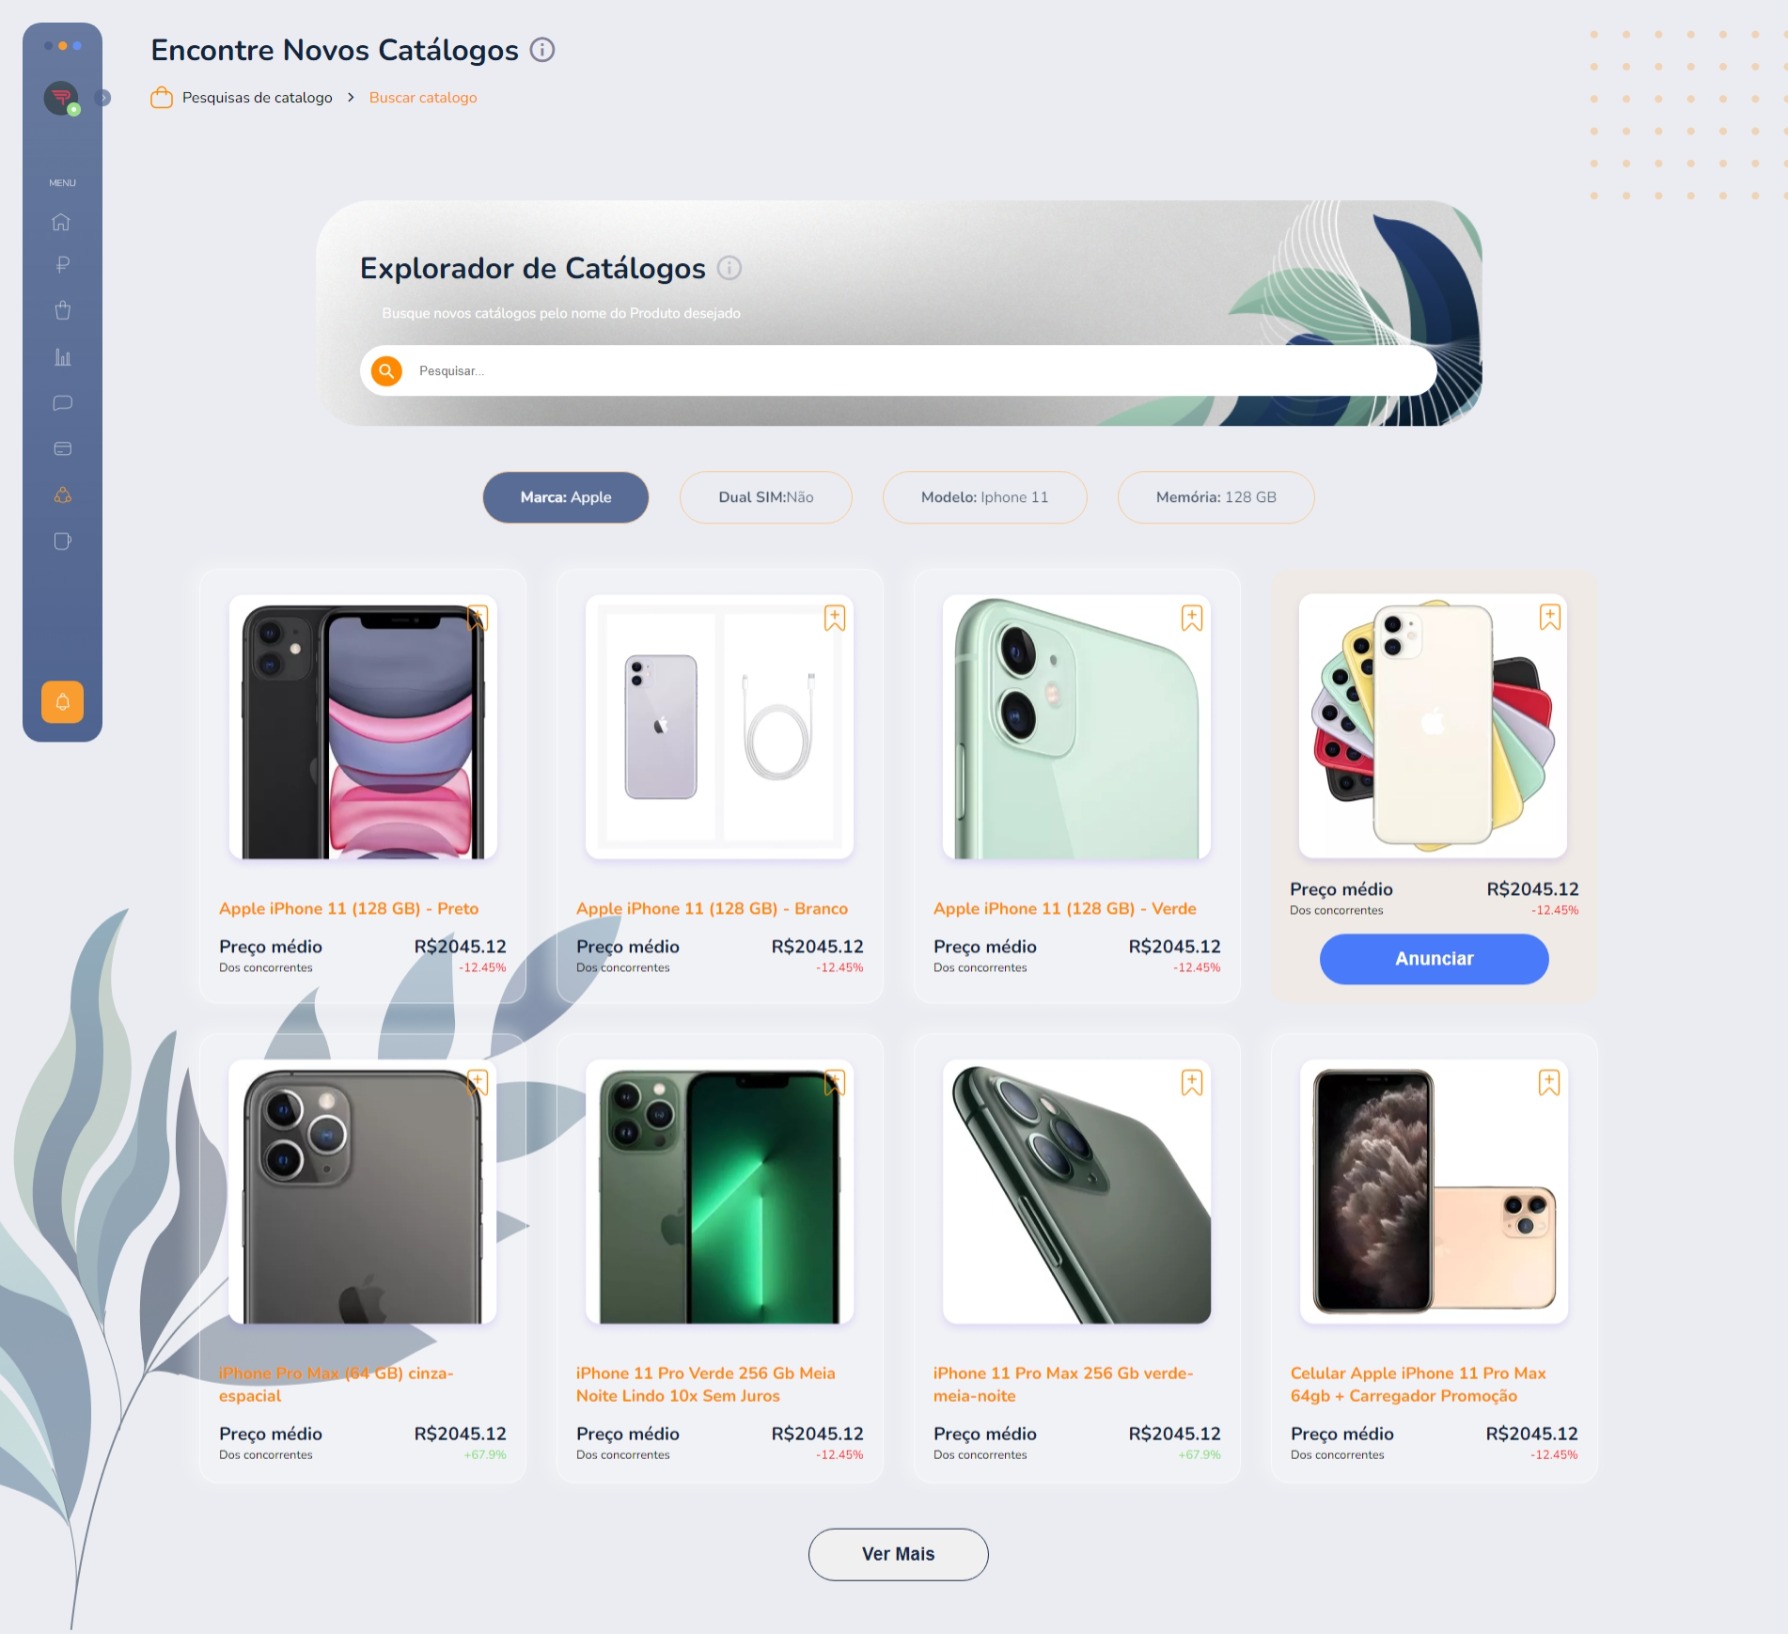 Encontre Novos Catálogos
Pesquisas de catalogo > Buscar catalogo
MENU
Explorador de Catálogos
Busque novos catálogos pelo nome do Produto desejado
Pesquisar...
Marca: Apple
Dual SIM:Não
Modelo: Iphone 11
Memória: 128 GB
Apple iPhone 11 (128 GB) - Preto
Preço médio R$2045.12
Dos concorrentes -12.45%
Apple iPhone 11 (128 GB) - Branco
Preço médio R$2045.12
Dos concorrentes -12.45%
Apple iPhone 11 (128 GB) - Verde
Preço médio R$2045.12
Dos concorrentes -12.45%
Preço médio R$2045.12
Dos concorrentes -12.45%
Anunciar
iPhone Pro Max (64 GB) cinza-
espacial
Preço médio R$2045.12
Dos concorrentes +67.9%
iPhone 11 Pro Verde 256 Gb Meia
Noite Lindo 10x Sem Juros
Preço médio R$2045.12
Dos concorrentes -12.45%
iPhone 11 Pro Max 256 Gb verde-
meia-noite
Preço médio R$2045.12
Dos concorrentes +67.9%
Celular Apple iPhone 11 Pro Max
64gb + Carregador Promoção
Preço médio R$2045.12
Dos concorrentes -12.45%
Ver Mais